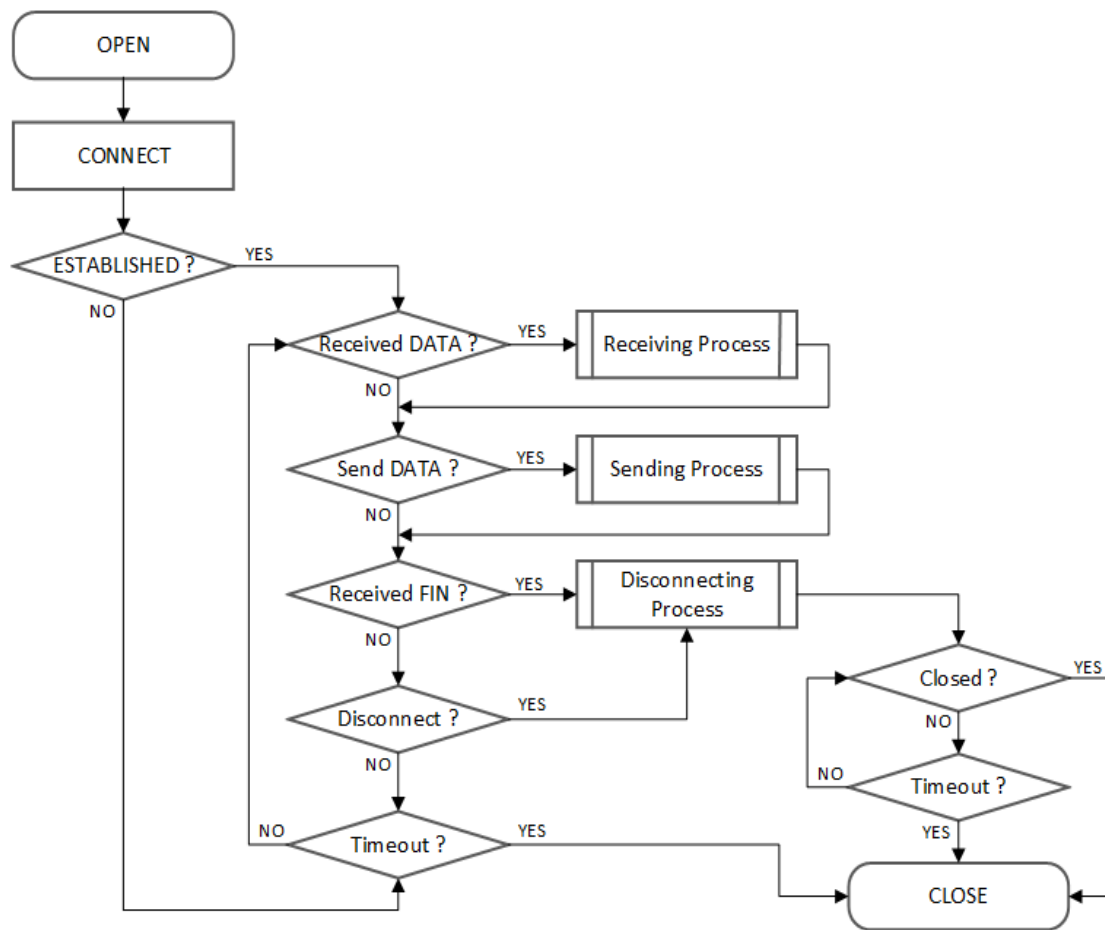 OPEN
CONNECT
ESTABLISHED ?
YES
NO
Received DATA ?
YES
Receiving Process
NO
Send DATA ?
YES
Sending Process
NO
Received FIN ?
YES
Disconnecting
Process
NO
Closed ?
YES
Disconnect ?
YES
NO
NO
NO
Timeout ?
NO
Timeout ?
YES
YES
CLOSE